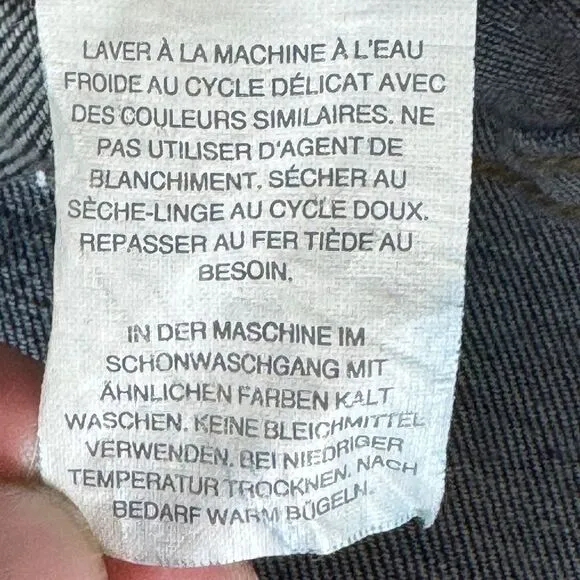 LAVER À LA MACHINE À L'EAU
FROIDE AU CYCLE DÉLICAT AVEC
DES COULEURS SIMILAIRES. NE
PAS UTILISER D'AGENT DE
BLANCHIMENT. SÉCHER AU
SÈCHE-LINGE AU CYCLE DOUX.
REPASSER AU FER TIÈDE AU
BESOIN.
IN DER MASCHINE IM
SCHONWASCHGANG MIT
ÄHNLICHEN FARBEN KALT
WASCHEN. KEINE BLEICHMITTEL
VERWENDEN. BEI NIEDRIGER
TEMPERATUR TROCKNEN. NACH
BEDARF WARM BÜGELN.